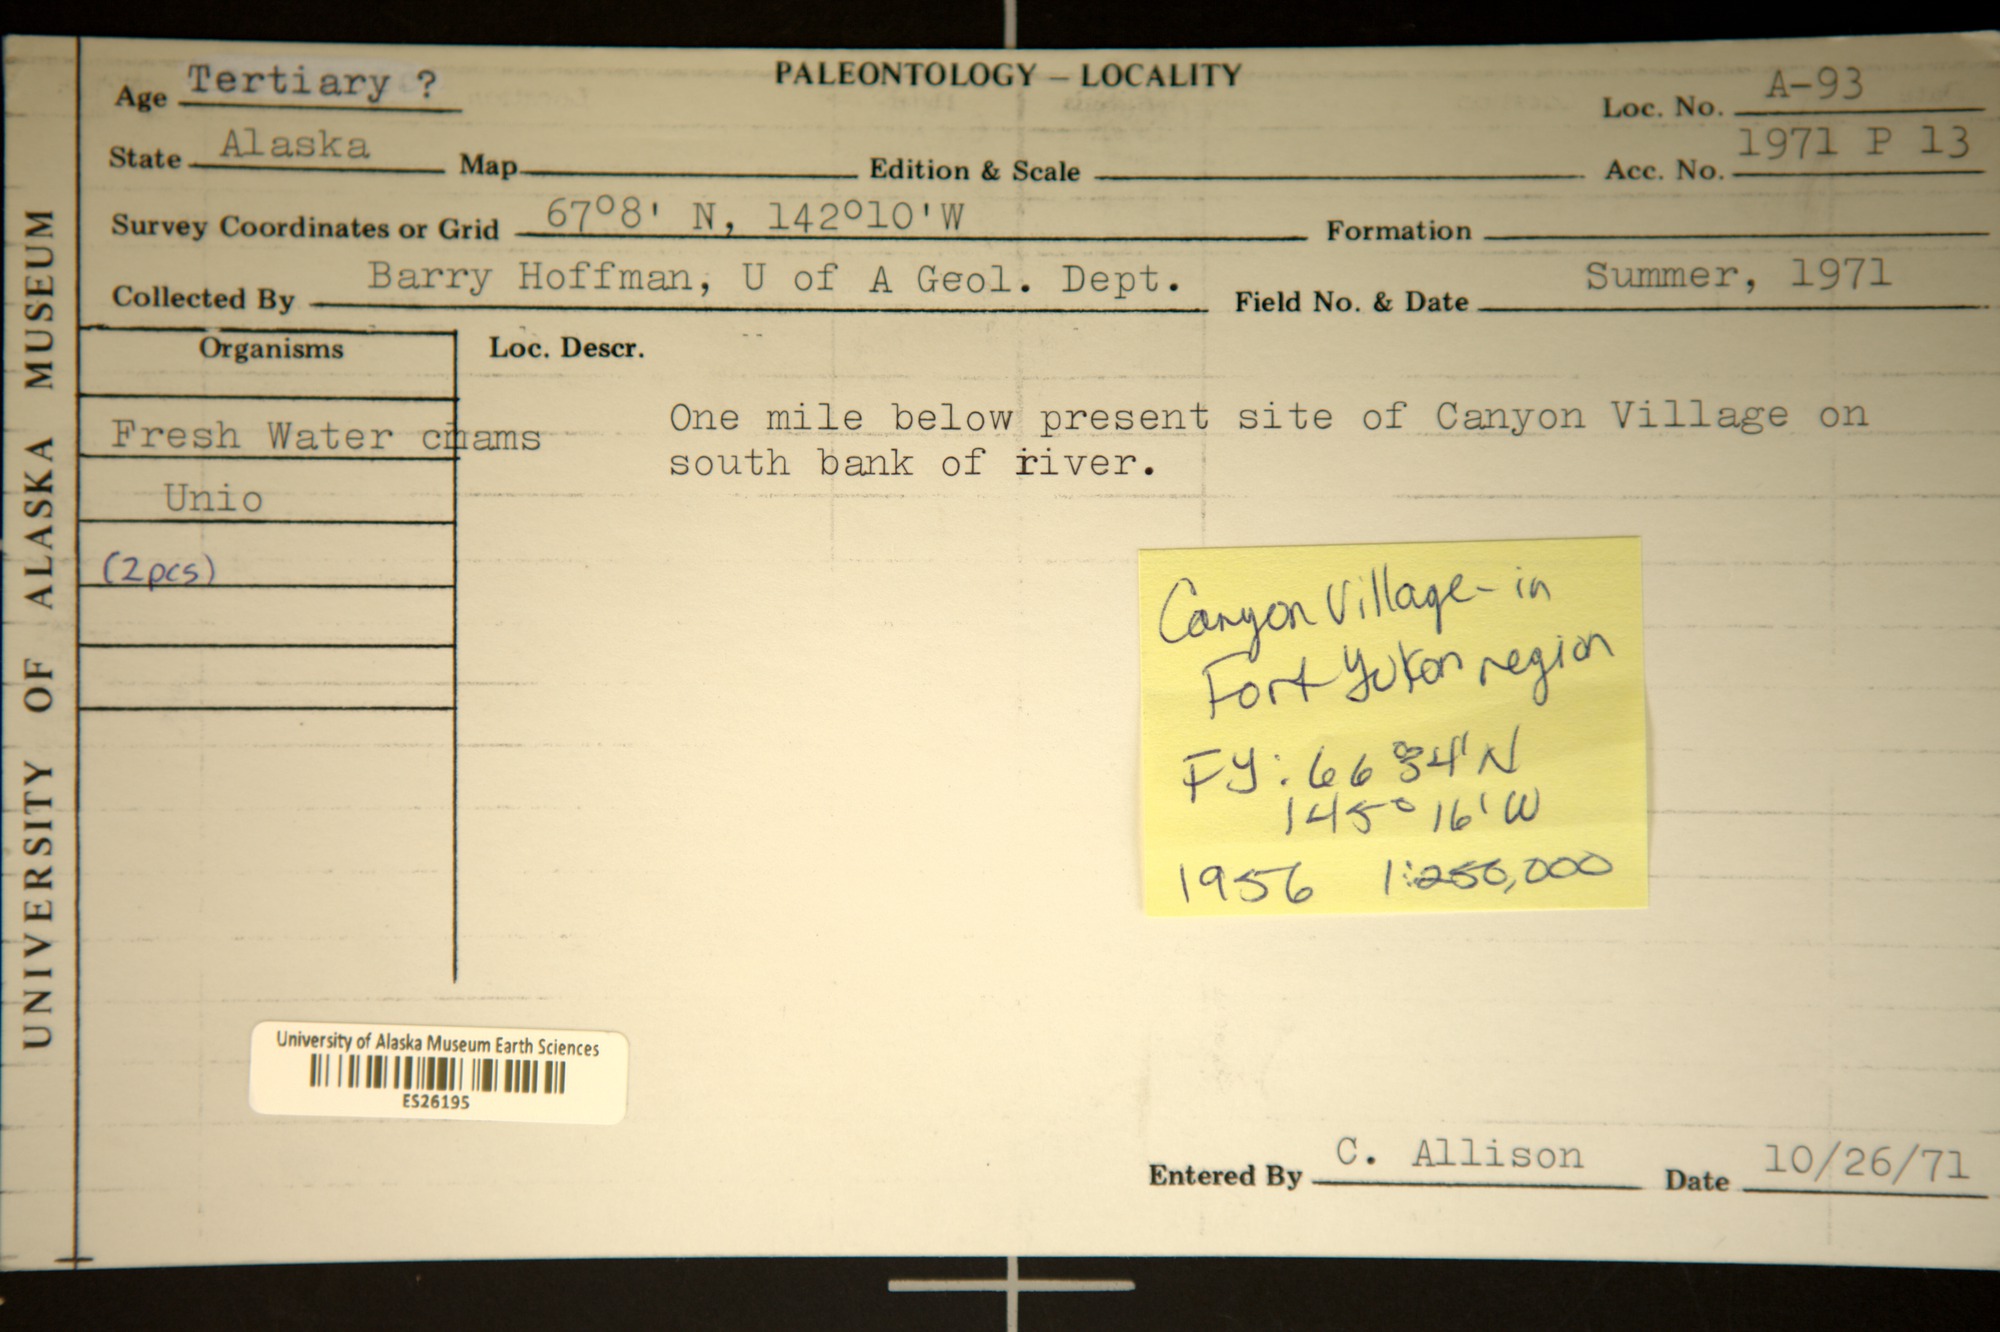 PALEONTOLOGY – LOCALITY
Age Tertiary ?
Loc. No. A-93
State Alaska Map Edition & Scale
Acc. No. 1971 P 13
Survey Coordinates or Grid 67°8' N, 142°10'W Formation
Collected By Barry Hoffman, U of A Geol. Dept. Field No. & Date Summer, 1971
Organisms
Fresh Water
Unio
(2pcs)
Loc. Descr.
One mile below present site of Canyon Village on
south bank of river.
Canyon Village - in
Fort Yukon region
FY: 66°34' N
145° 16' W
1956 1:250,000
University of Alaska Museum Earth Sciences
ES26195
Entered By C. Allison Date 10/26/71
UNIVERSITY OF ALASKA MUSEUM